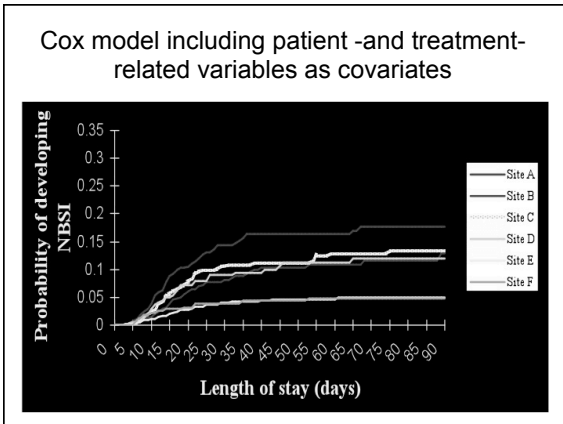 Cox model including patient -and treatment-
related variables as covariates
Probability of developing
NBSI
0.35
0.3
0.25
0.2
0.15
0.1
0.05
0
0 5 10 15 20 25 30 35 40 45 50 55 60 65 70 75 80 85 90
Length of stay (days)
Site A
Site B
Site C
Site D
Site E
Site F